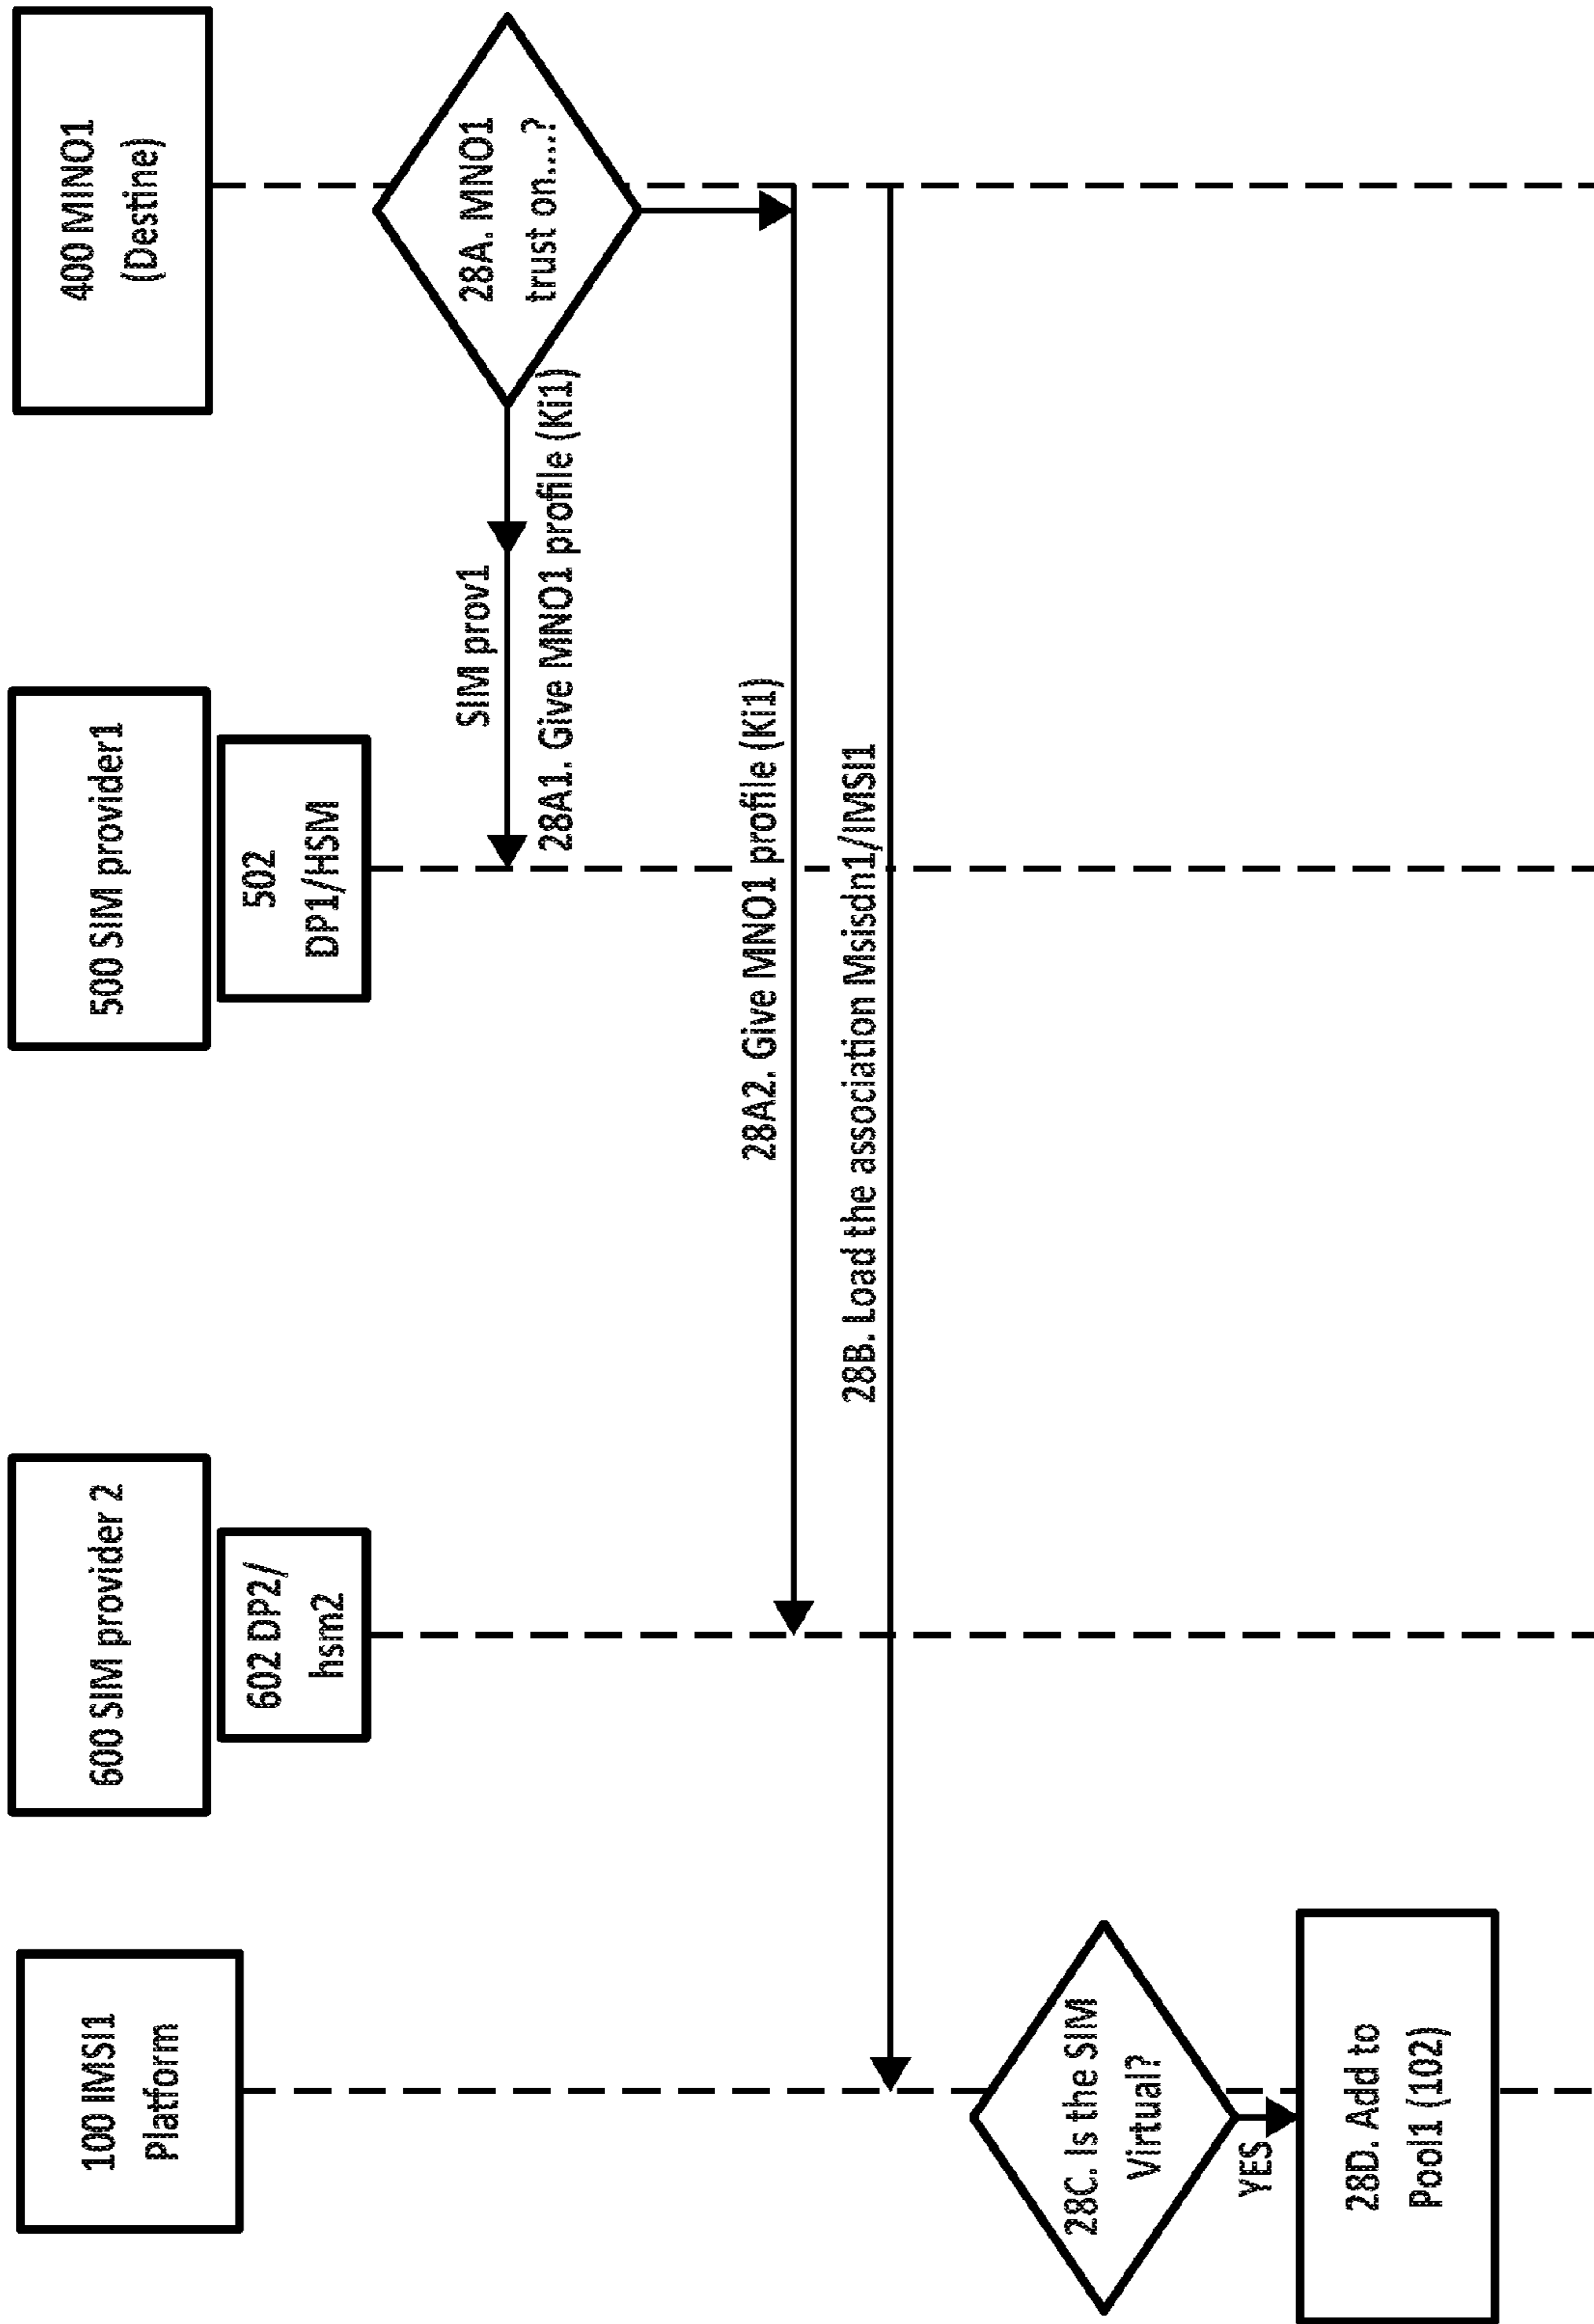 100 IMSI1
Platform
600 SIM provider 2
602 DP2/
hsm2
500 SIM provider1
502
DP1/HSM
400 MNO1
(Destine)
28A. MNO1
trust on.....?
SIM prov1
28A1. Give MNO1 profile (Ki1)
28A2. Give MNO1 profile (Ki1)
28B. Load the association Msisdn1/IMSI1
28C. Is the SIM
Virtual?
YES
28D. Add to
Pool1 (102)